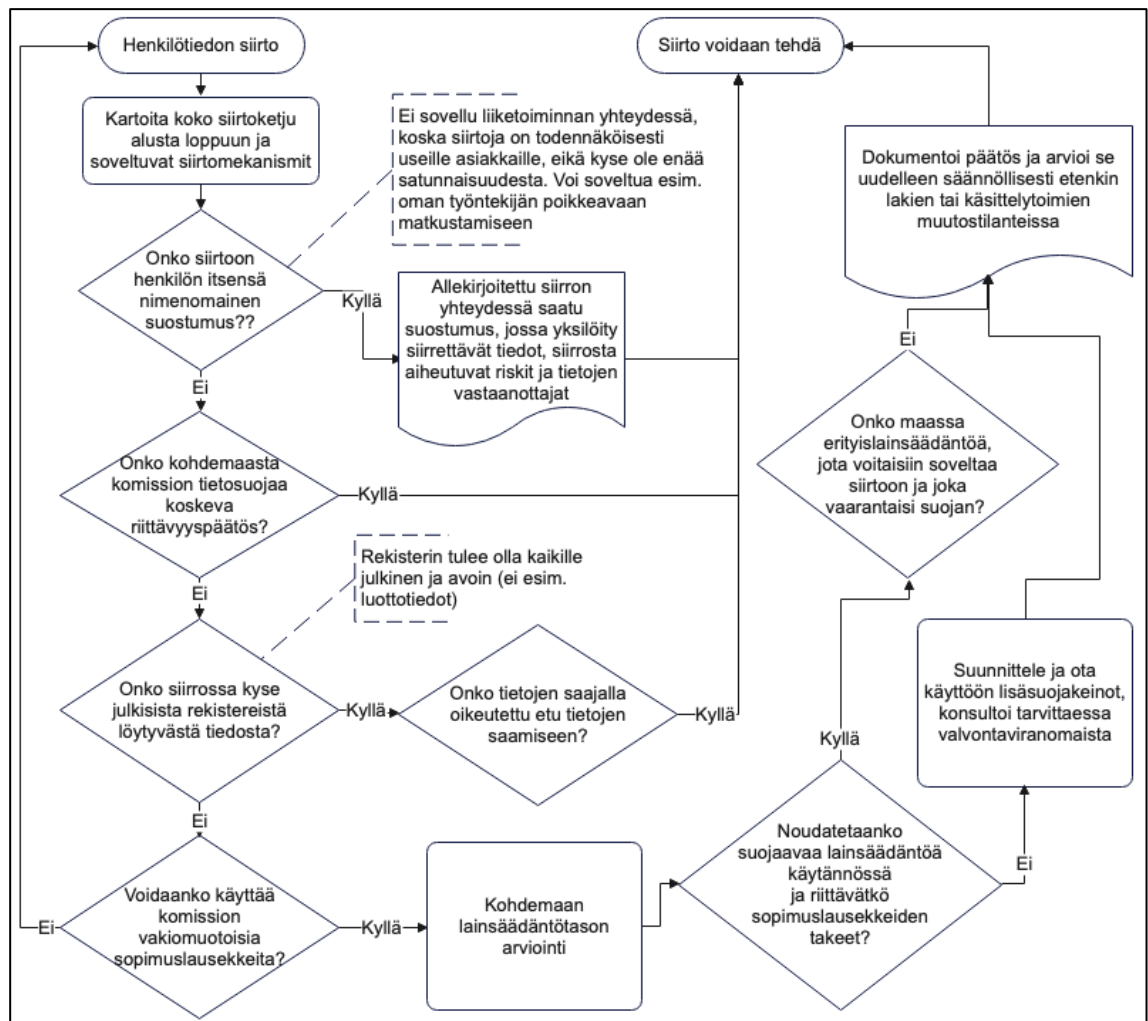 Henkilötiedon siirto
Siirto voidaan tehdä
Kartoita koko siirtoketju
alusta loppuun ja
soveltuvat siirtomekanismit
Ei sovellu liiketoiminnan yhteydessä,
koska siirtoja on todennäköisesti
useille asiakkaille, eikä kyse ole enää
satunnaisuudesta. Voi soveltua esim.
oman työntekijän poikkeavaan
matkustamiseen
Dokumentoi päätös ja arvioi se
uudelleen säännöllisesti etenkin
lakien tai käsittelytoimien
muutostilanteissa
Onko siirtoon
henkilön itsensä
nimenomainen
suostumus??
Kyllä
Allekirjoitettu siirron
yhteydessä saatu
suostumus, jossa yksilöity
siirrettävät tiedot, siirrosta
aiheutuvat riskit ja tietojen
vastaanottajat
Ei
Ei
Onko kohdemaasta
komission tietosuojaa
koskeva
riittävyyspäätös?
Kyllä
Onko maassa
erityislainsäädäntöä,
jota voitaisiin soveltaa
siirtoon ja joka
vaarantaisi suojan?
Rekisterin tulee olla kaikille
julkinen ja avoin (ei esim.
luottotiedot)
Ei
Onko siirrossa kyse
julkisista rekistereistä
löytyvästä tiedosta?
Kyllä
Onko tietojen saajalla
oikeutettu etu tietojen
saamiseen?
Kyllä
Suunnittele ja ota
käyttöön lisäsuojakeinot,
konsultoi tarvittaessa
valvontaviranomaista
Kyllä
Ei
Voidaanko käyttää
komission
vakiomuotoisia
sopimuslausekkeita?
Ei
Kyllä
Kohdemaan
lainsäädäntötason
arviointi
Noudatetaanko
suojaavaa lainsäädäntöä
käytännössä
ja riittävätkö
sopimuslausekkeiden
takeet?
Ei